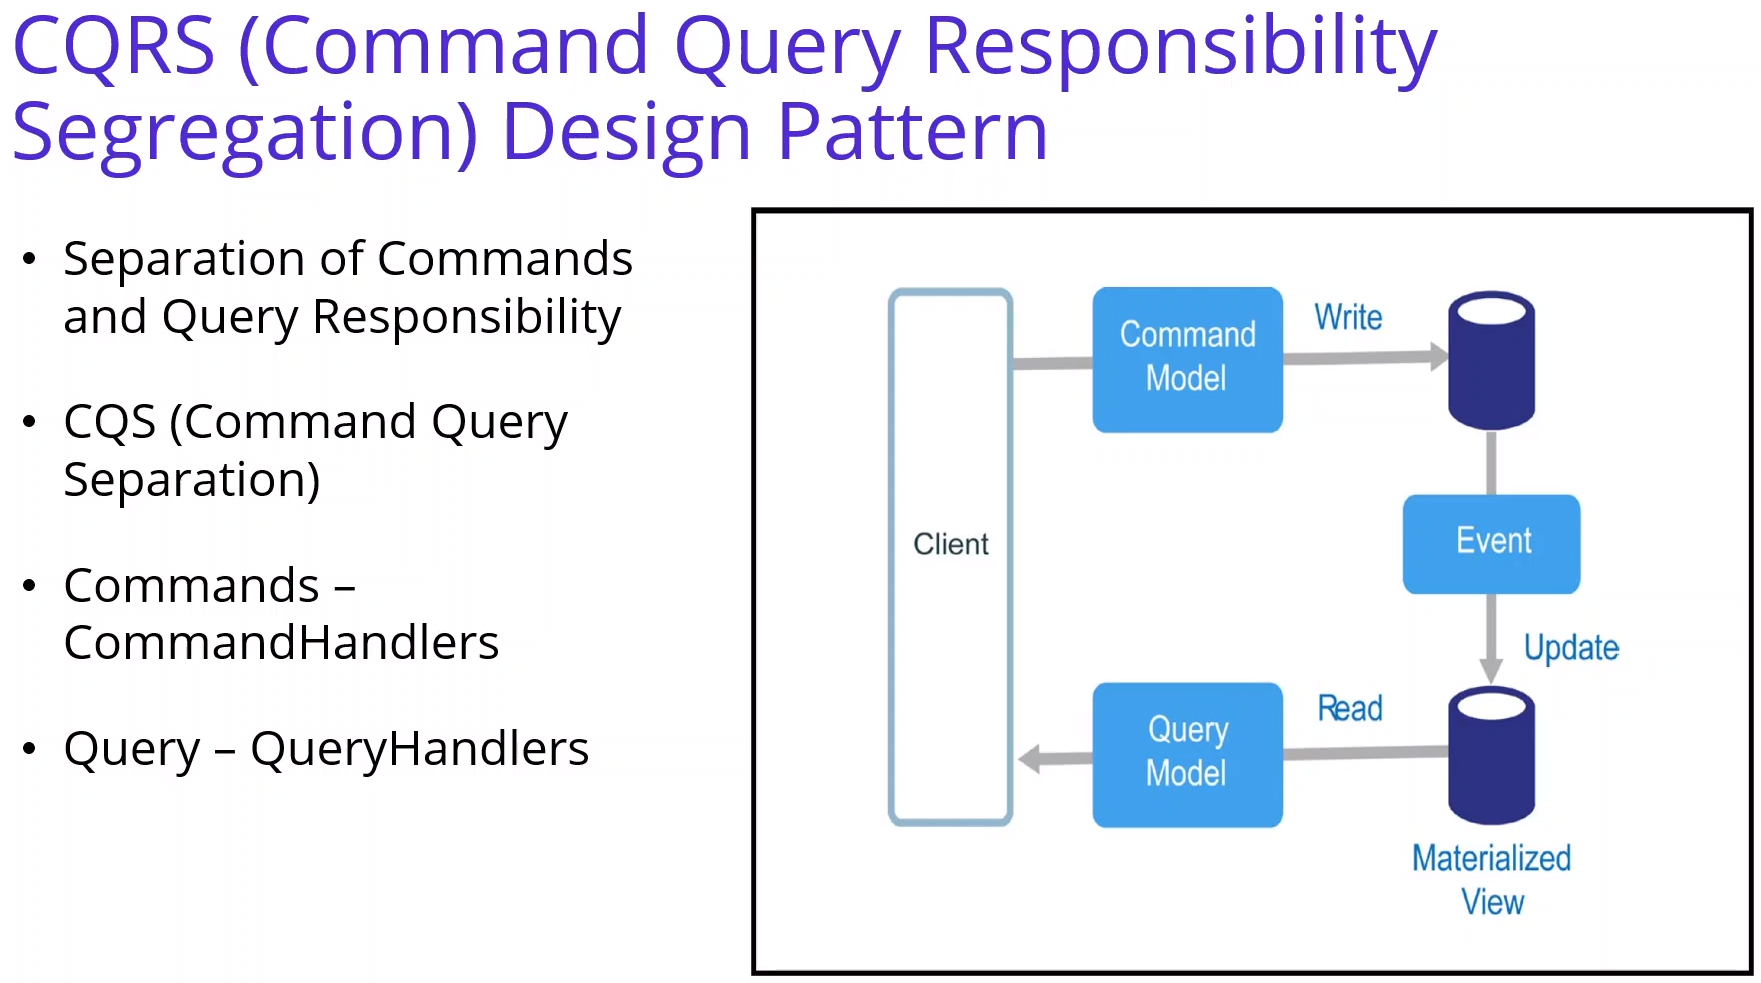 CQRS (Command Query Responsibility
Segregation) Design Pattern
• Separation of Commands
and Query Responsibility
• CQS (Command Query
Separation)
• Commands –
CommandHandlers
• Query – QueryHandlers
Client
Command
Model
Write
Event
Update
Query
Model
Read
Materialized
View